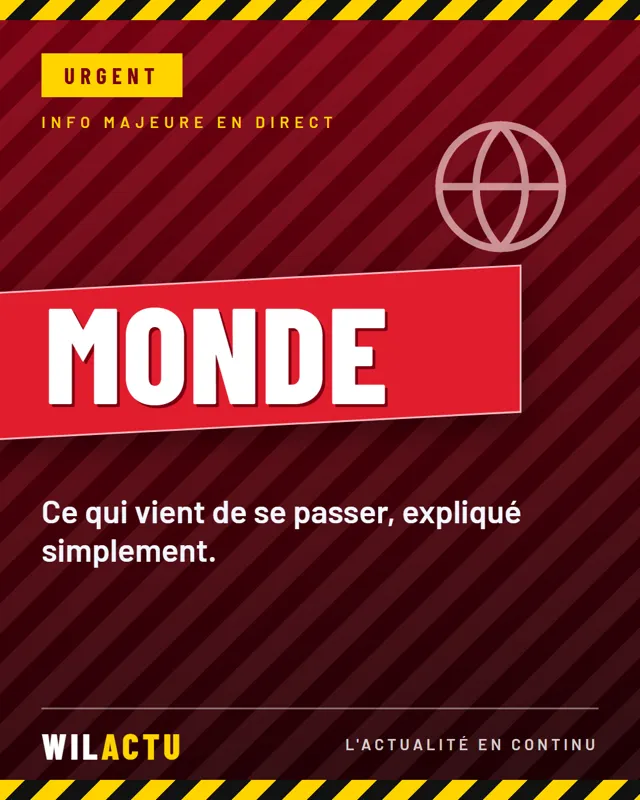 URGENT
INFO MAJEURE EN DIRECT
MONDE
Ce qui vient de se passer, expliqué
simplement.
WILACTU
L'ACTUALITÉ EN CONTINU